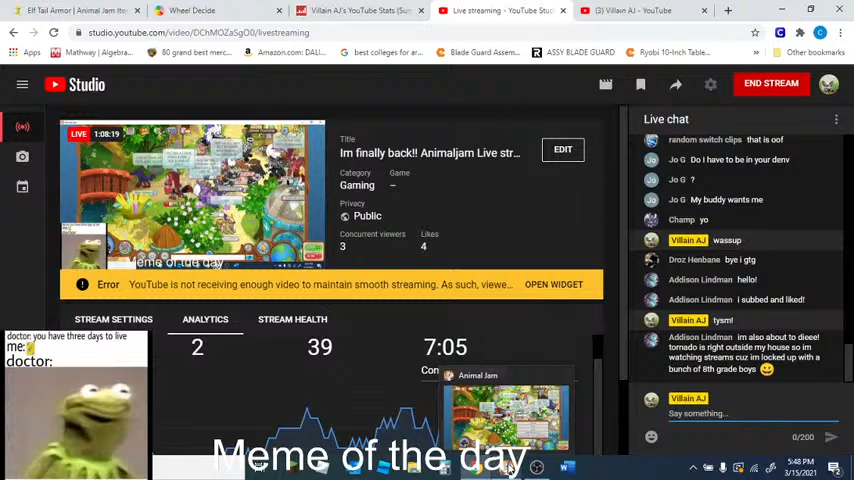 Elf Tail Armor | Animal Jam Ite
Wheel Decide
Villain AJ's YouTube Stats (Sur
Live streaming - YouTube Stud
(3) Villain AJ - YouTube
studio.youtube.com/video/DChMOZaSgO0/livestreaming
Mathway | Algebra...
80 grand best merc...
Amazon.com: DALI...
best colleges for ar...
Blade Guard Assem...
ASSY BLADE GUARD
Ryobi 10-Inch Table...
Other bookmarks
Studio
END STREAM
LIVE 1:08:19
Meme of the day
Title
Im finally back!! Animaljam Live str...
EDIT
Category Game
Gaming –
Privacy
Public
Concurrent viewers Likes
3 4
Error YouTube is not receiving enough video to maintain smooth streaming. As such, viewe... OPEN WIDGET
STREAM SETTINGS ANALYTICS STREAM HEALTH
2 39 7:05
Con
Animal Jam
Live chat
random switch clips that is oof
Jo G Do I have to be in your denv
Jo G ?
Jo G My buddy wants me
Champ yo
Villain AJ wassup
Droz Henbane bye i gtg
Addison Lindman hello!
Addison Lindman i subbed and liked!
Villain AJ tysm!
Addison Lindman im also about to dieee!
tornado is right outside my house so im
watching streams cuz im locked up with a
bunch of 8th grade boys
Villain AJ
Say something...
0/200
doctor: you have three days to live
me:
doctor:
Meme of the day
5:48 PM
3/15/2021
2